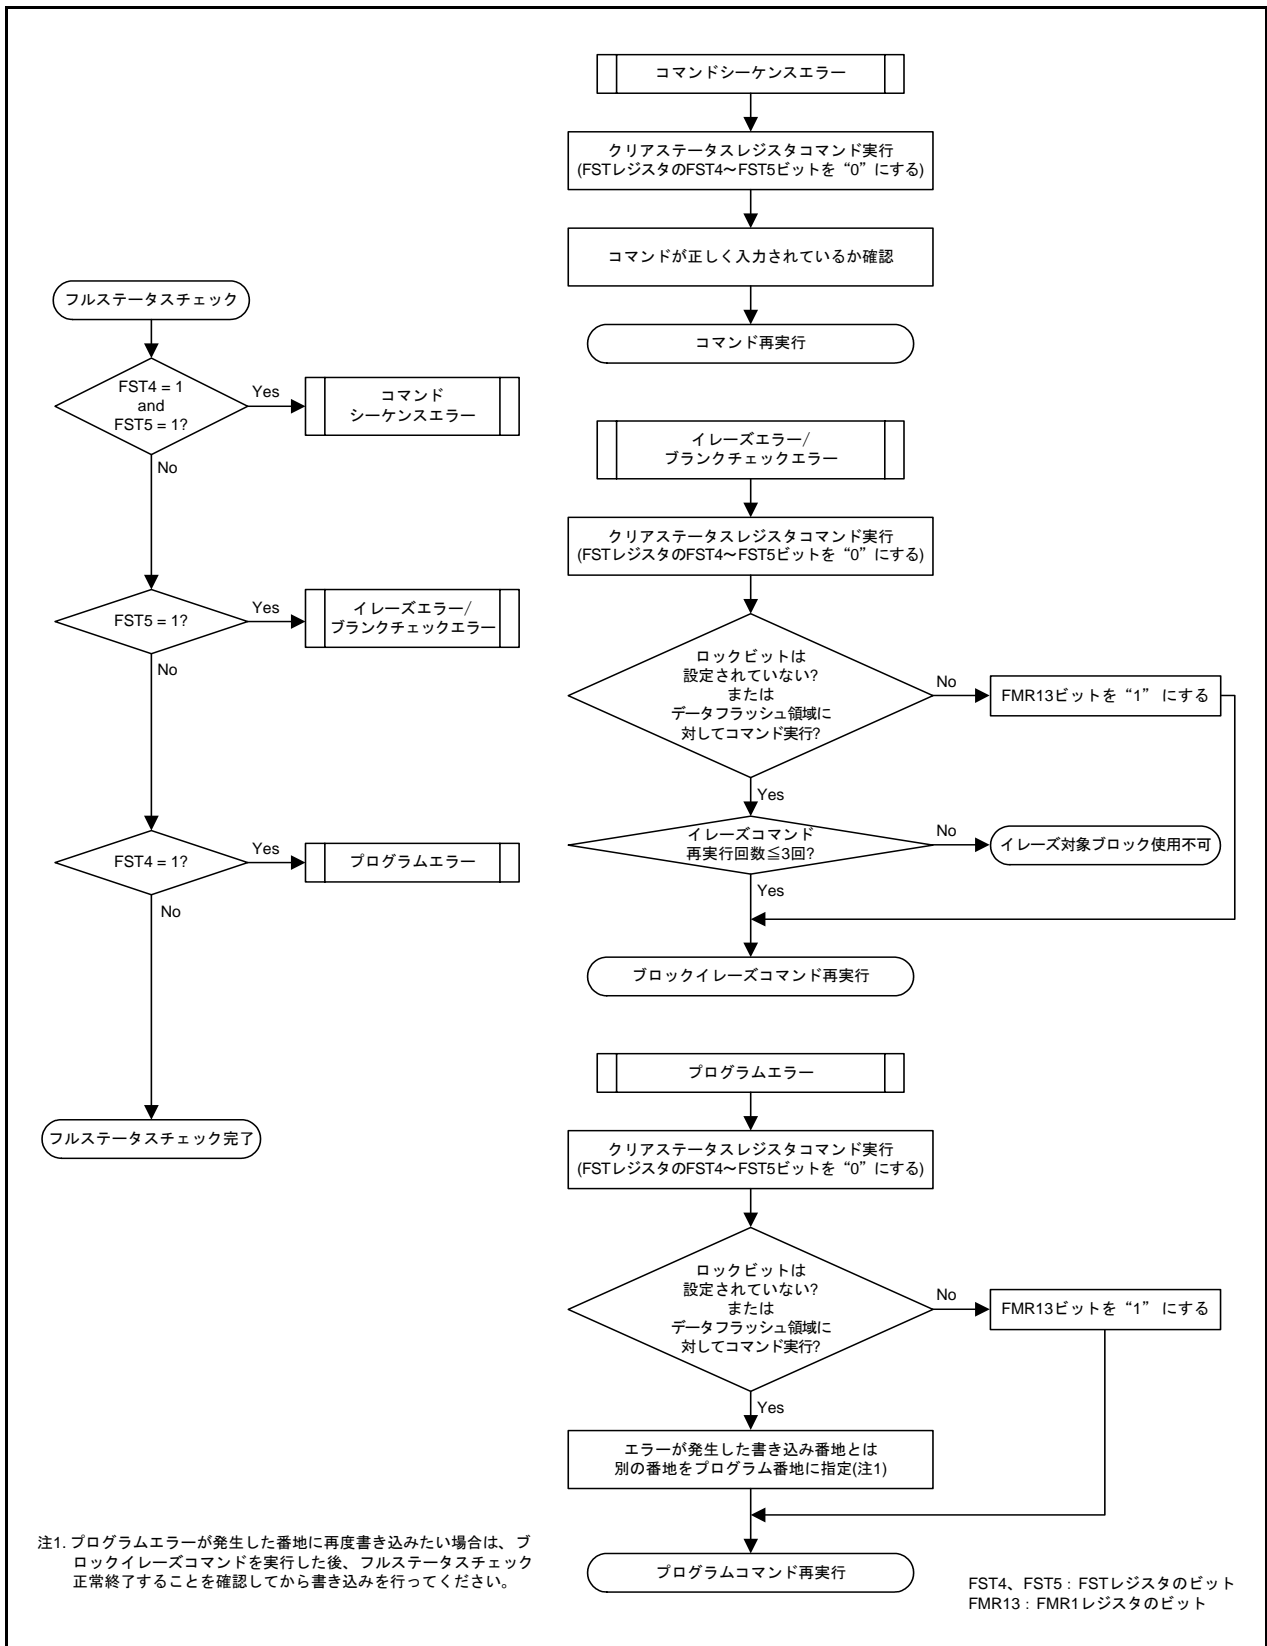 フルステータスチェック
FST4 = 1
and
FST5 = 1?
Yes
コマンド
シーケンスエラー
No
FST5 = 1?
Yes
イレーズエラー/
ブランクチェックエラー
No
FST4 = 1?
Yes
プログラムエラー
No
フルステータスチェック完了
コマンドシーケンスエラー
クリアステータスレジスタコマンド実行
(FSTレジスタのFST4～FST5ビットを“0”にする)
コマンドが正しく入力されているか確認
コマンド再実行
イレーズエラー/
ブランクチェックエラー
クリアステータスレジスタコマンド実行
(FSTレジスタのFST4～FST5ビットを“0”にする)
ロックビットは
設定されていない?
または
データフラッシュ領域に
対してコマンド実行?
No
FMR13ビットを“1” にする
Yes
イレーズコマンド
再実行回数≦3回?
No
イレーズ対象ブロック使用不可
Yes
ブロックイレーズコマンド再実行
プログラムエラー
クリアステータスレジスタコマンド実行
(FSTレジスタのFST4～FST5ビットを“0”にする)
ロックビットは
設定されていない?
または
データフラッシュ領域に
対してコマンド実行?
No
FMR13ビットを“1” にする
Yes
エラーが発生した書き込み番地とは
別の番地をプログラム番地に指定(注1)
プログラムコマンド再実行
注1. プログラムエラーが発生した番地に再度書き込みたい場合は、ブ
ロックイレーズコマンドを実行した後、フルステータスチェック
正常終了することを確認してから書き込みを行ってください。
FST4、FST5 : FSTレジスタのビット
FMR13 : FMR1レジスタのビット